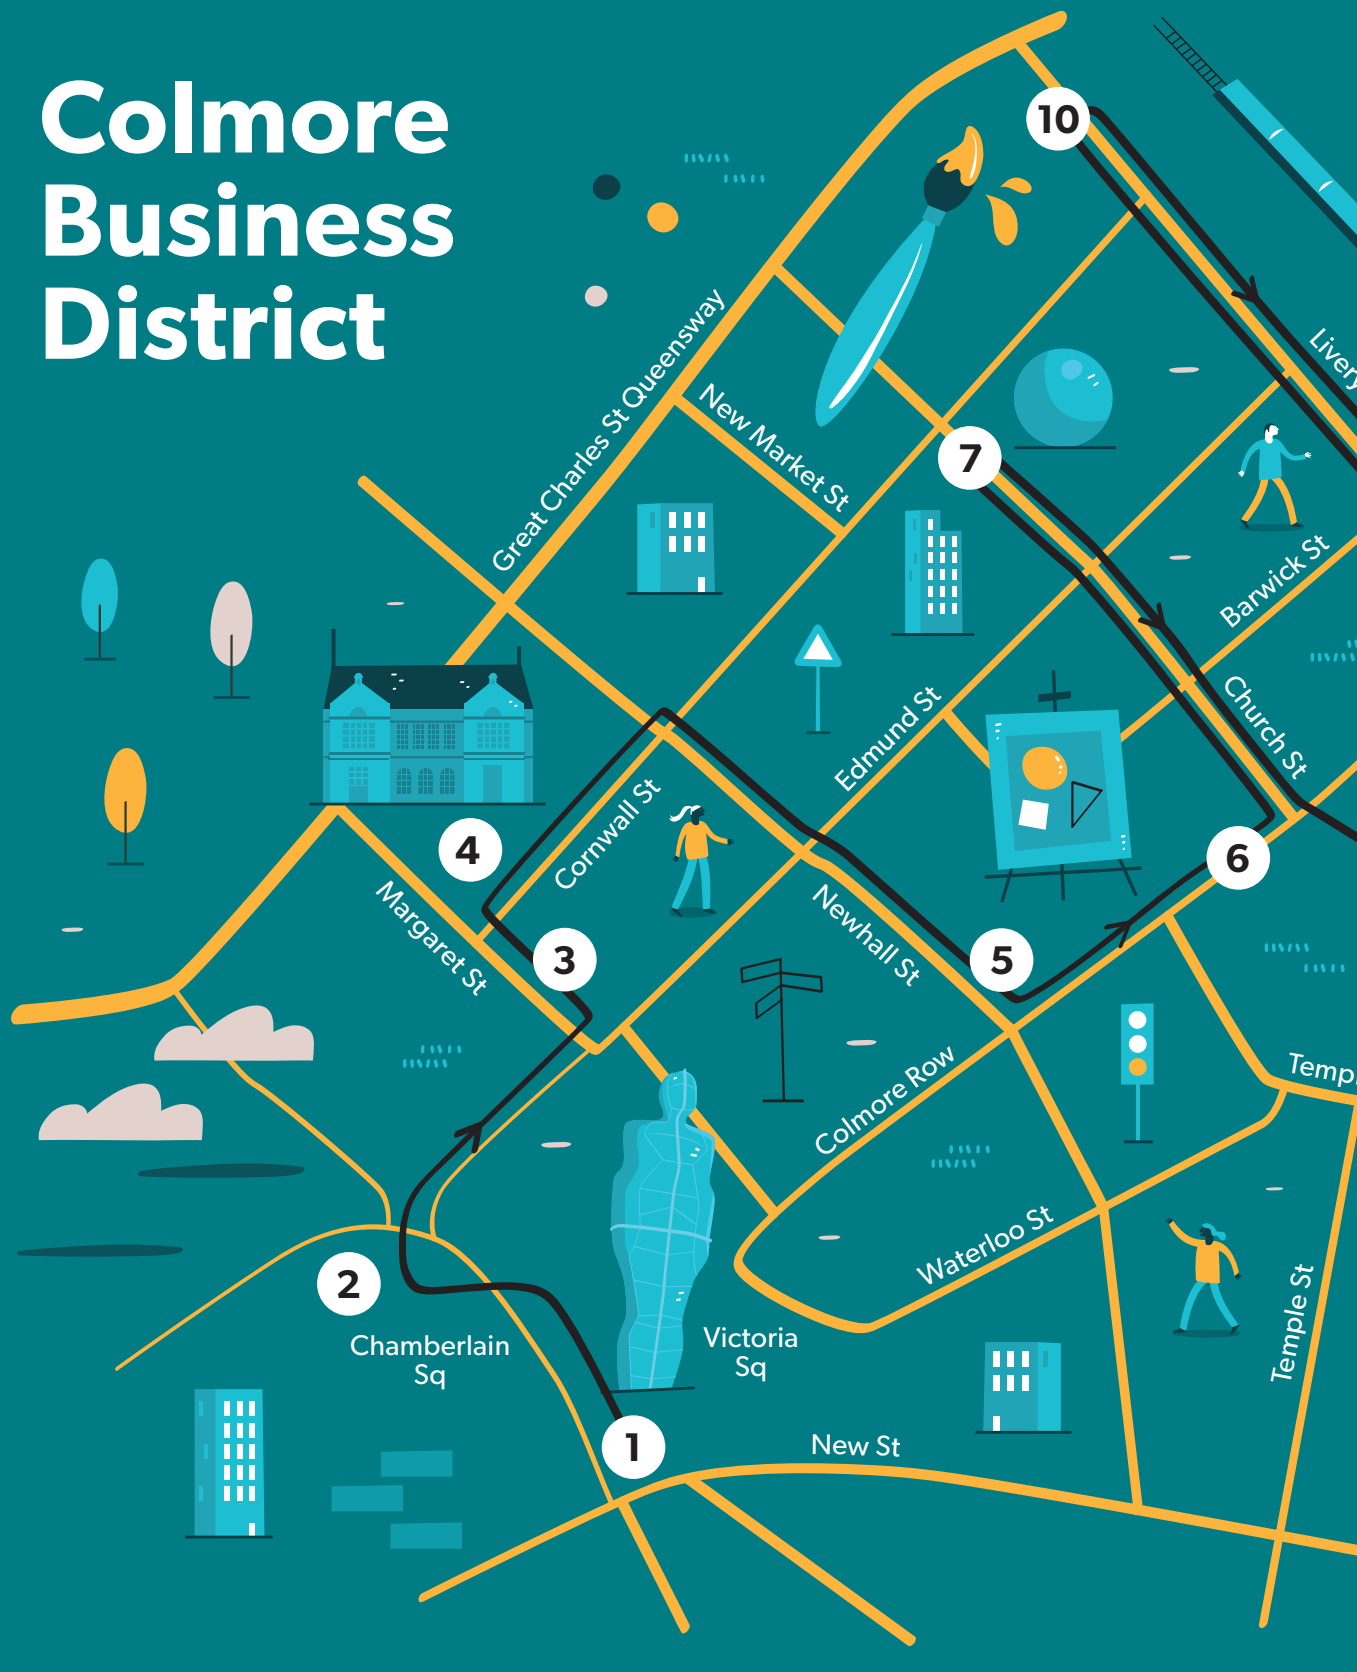 Colmore
Business
District
10
Livery
Great Charles St Queensway
New Market St
7
Barwick St
Church St
Edmund St
Cornwall St
4
Margaret St
3
Newhall St
5
6
Colmore Row
2
Chamberlain
Sq
Victoria
Sq
Waterloo St
Temple St
1
New St